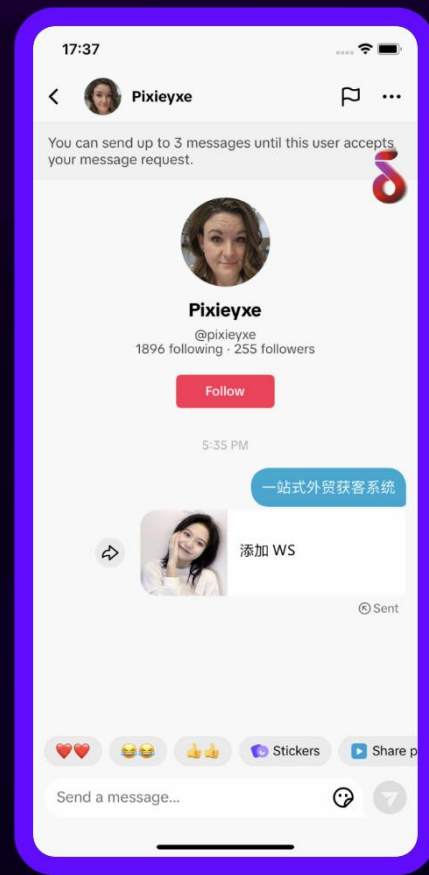 17:37
Pixieyxe
You can send up to 3 messages until this user accepts
your message request.
Pixieyxe
@pixieyxe
1896 following · 255 followers
Follow
5:35 PM
一站式外贸获客系统
添加 WS
Sent
❤️❤️
😂😂
👍👍
Stickers
Share p
Send a message...